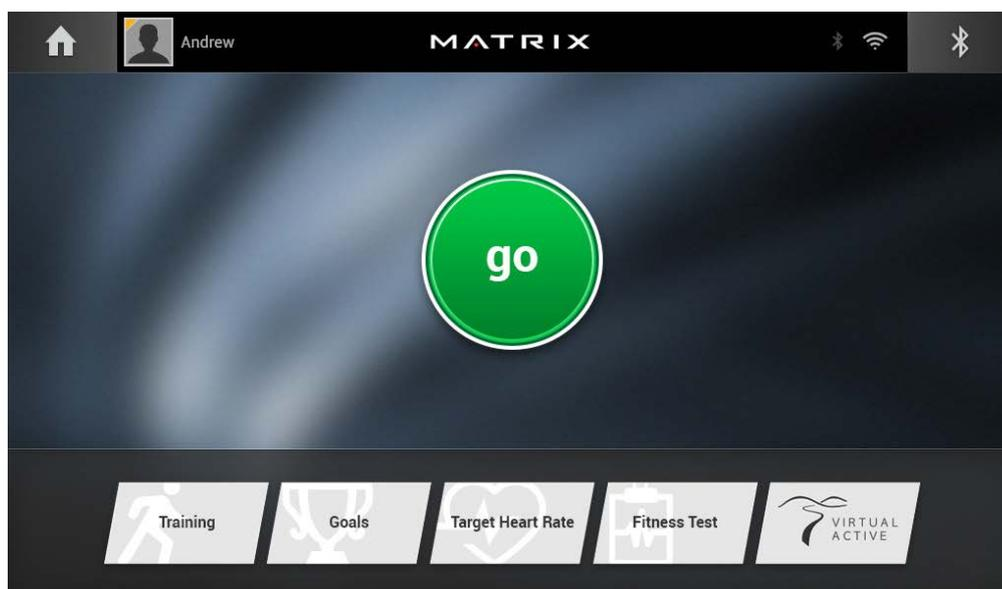 Andrew
MATRIX
go
Training
Goals
Target Heart Rate
Fitness Test
VIRTUAL
ACTIVE